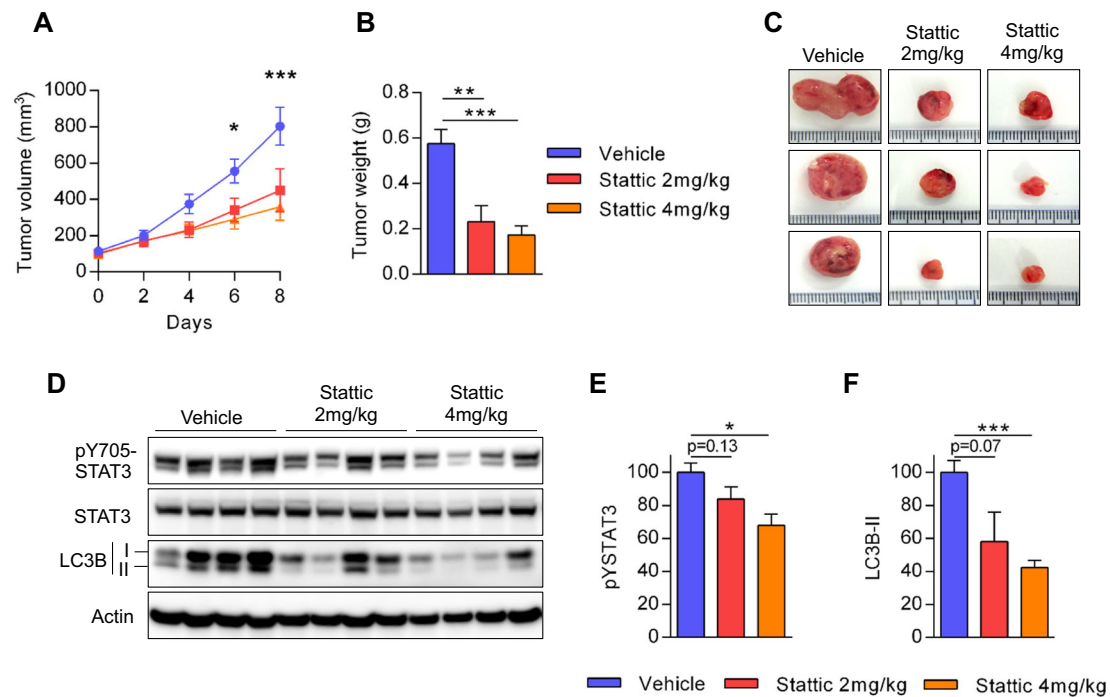 A
Tumor volume (mm³)
1000
800
600
400
200
0
*
***
0 2 4 6 8
Days
B
Tumor weight (g)
0.8
0.6
0.4
0.2
0.0
**
***
Vehicle
Stattic 2mg/kg
Stattic 4mg/kg
C
Vehicle
Stattic
2mg/kg
Stattic
4mg/kg
D
Vehicle
Stattic
2mg/kg
Stattic
4mg/kg
pY705-
STAT3
STAT3
LC3B
I
II
Actin
E
pYSTAT3
100
80
60
40
20
0
*
p=0.13
F
LC3B-II
100
80
60
40
20
0
***
p=0.07
Vehicle
Stattic 2mg/kg
Stattic 4mg/kg